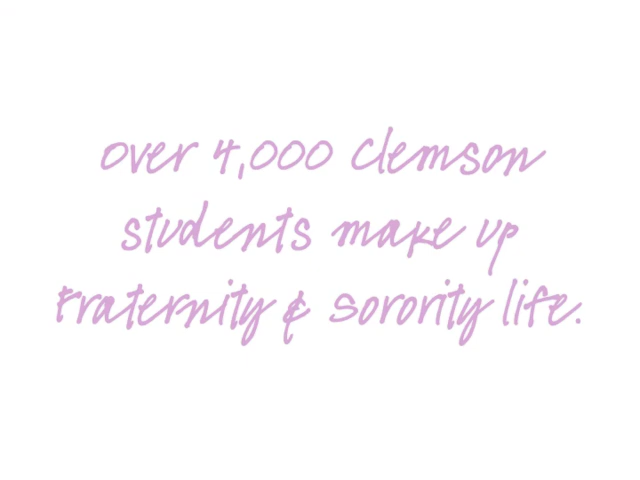 Over 4,000 Clemson
students make up
Fraternity & Sorority life.